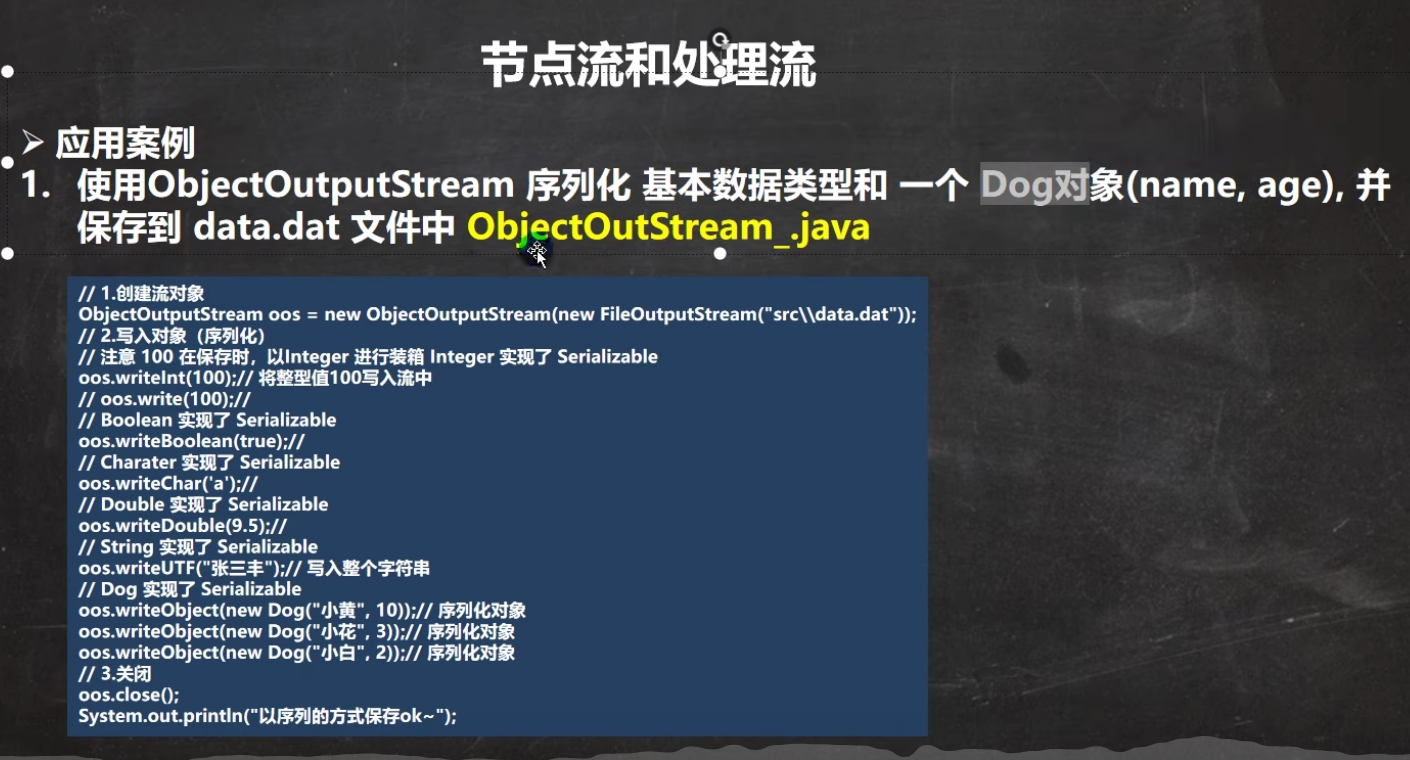 节点流和处理流
➢ 应用案例
1. 使用ObjectOutputStream 序列化 基本数据类型和 一个 Dog对象(name, age), 并
保存到 data.dat 文件中 ObjectOutStream_.java
// 1.创建流对象
ObjectOutputStream oos = new ObjectOutputStream(new FileOutputStream("src\\data.dat"));
// 2.写入对象（序列化）
// 注意 100 在保存时，以Integer 进行装箱 Integer 实现了 Serializable
oos.writeInt(100);// 将整型值100写入流中
// oos.write(100);//
// Boolean 实现了 Serializable
oos.writeBoolean(true);//
// Charater 实现了 Serializable
oos.writeChar('a');//
// Double 实现了 Serializable
oos.writeDouble(9.5);//
// String 实现了 Serializable
oos.writeUTF("张三丰");// 写入整个字符串
// Dog 实现了 Serializable
oos.writeObject(new Dog("小黄", 10));// 序列化对象
oos.writeObject(new Dog("小花", 3));// 序列化对象
oos.writeObject(new Dog("小白", 2));// 序列化对象
// 3.关闭
oos.close();
System.out.println("以序列的方式保存ok~");